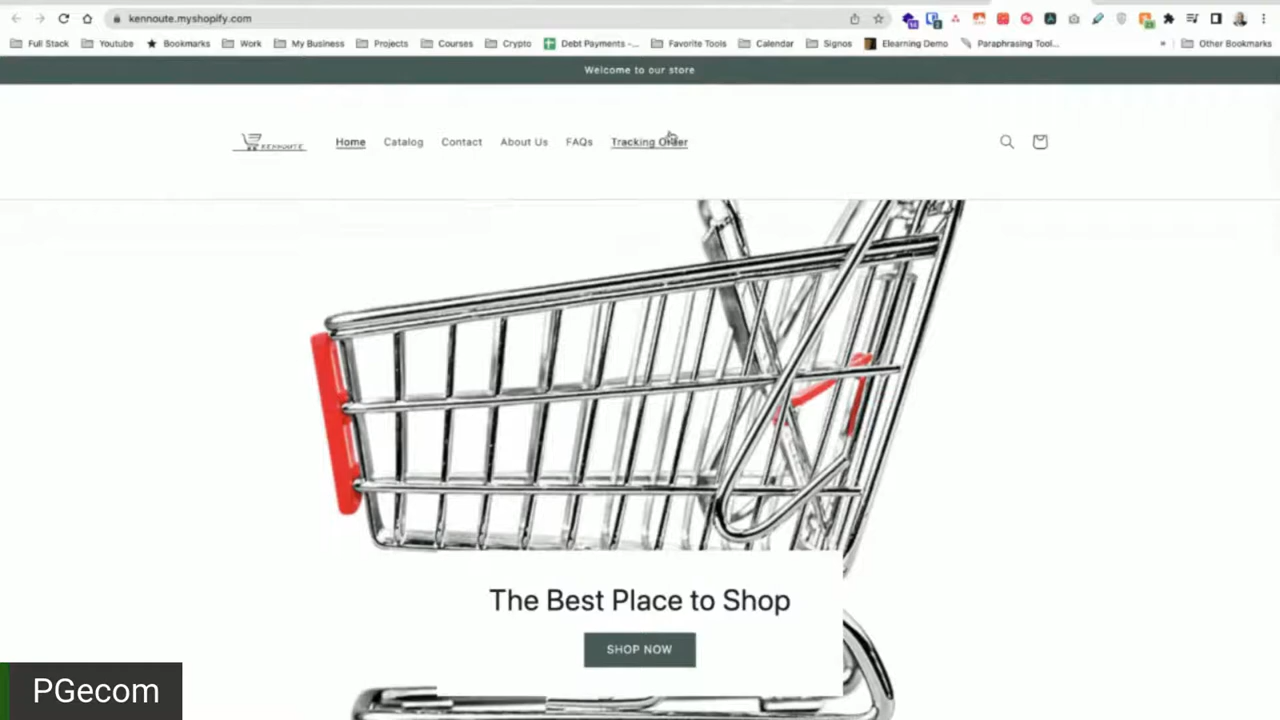 kennoute.myshopify.com
Full Stack Youtube Bookmarks Work My Business Projects Courses Crypto Debt Payments -... Favorite Tools Calendar Signos Elearning Demo Paraphrasing Tool... » Other Bookmarks
Welcome to our store
KENNOUTE Home Catalog Contact About Us FAQs Tracking Order
The Best Place to Shop
SHOP NOW
PGecom